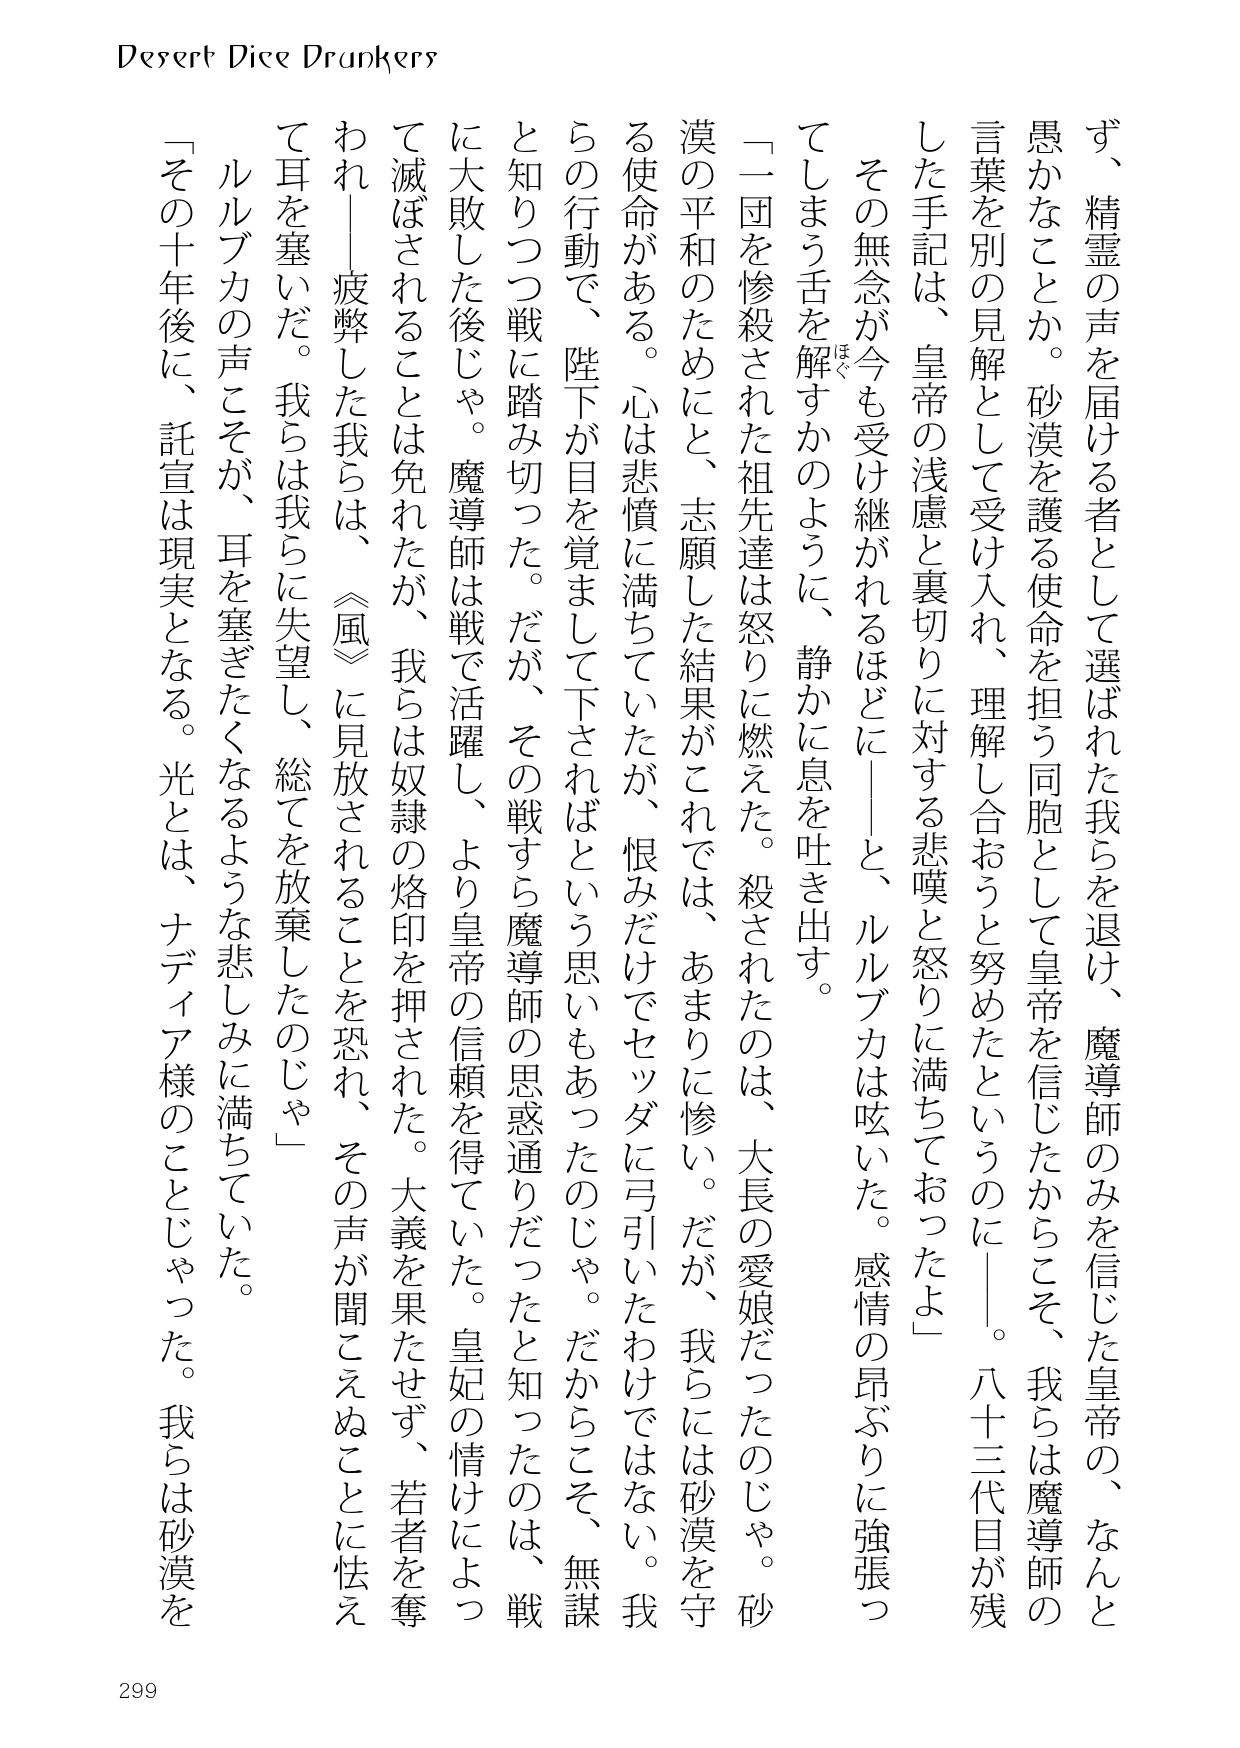 Desert Dice Drunkers
ず、精霊の声を届ける者として選ばれた我らを退け、魔導師のみを信じた皇帝の、なんと
愚かなことか。砂漠を護る使命を担う同胞として皇帝を信じたからこそ、我らは魔導師の
言葉を別の見解として受け入れ、理解し合おうと努めたというのに――。八十三代目が残
した手記は、皇帝の浅慮と裏切りに対する悲嘆と怒りに満ちておったよ」
　その無念が今も受け継がれるほどに――と、ルルブカは呟いた。感情の昂ぶりに強張っ
てしまう舌を解すかのように、静かに息を吐き出す。
ほぐ
「一団を惨殺された祖先達は怒りに燃えた。殺されたのは、大長の愛娘だったのじゃ。砂
漠の平和のためにと、志願した結果がこれでは、あまりに惨い。だが、我らには砂漠を守
る使命がある。心は悲憤に満ちていたが、恨みだけでセッダに弓引いたわけではない。我
らの行動で、陛下が目を覚まして下さればという思いもあったのじゃ。だからこそ、無謀
と知りつつ戦に踏み切った。だが、その戦すら魔導師の思惑通りだったと知ったのは、戦
に大敗した後じゃ。魔導師は戦で活躍し、より皇帝の信頼を得ていた。皇妃の情けによっ
て滅ぼされることは免れたが、我らは奴隷の烙印を押された。大義を果たせず、若者を奪
われ――疲弊した我らは、《風》に見放されることを恐れ、その声が聞こえぬことに怯え
て耳を塞いだ。我らは我らに失望し、総てを放棄したのじゃ」
　ルルブカの声こそが、耳を塞ぎたくなるような悲しみに満ちていた。
「その十年後に、託宣は現実となる。光とは、ナディア様のことじゃった。我らは砂漠を
299